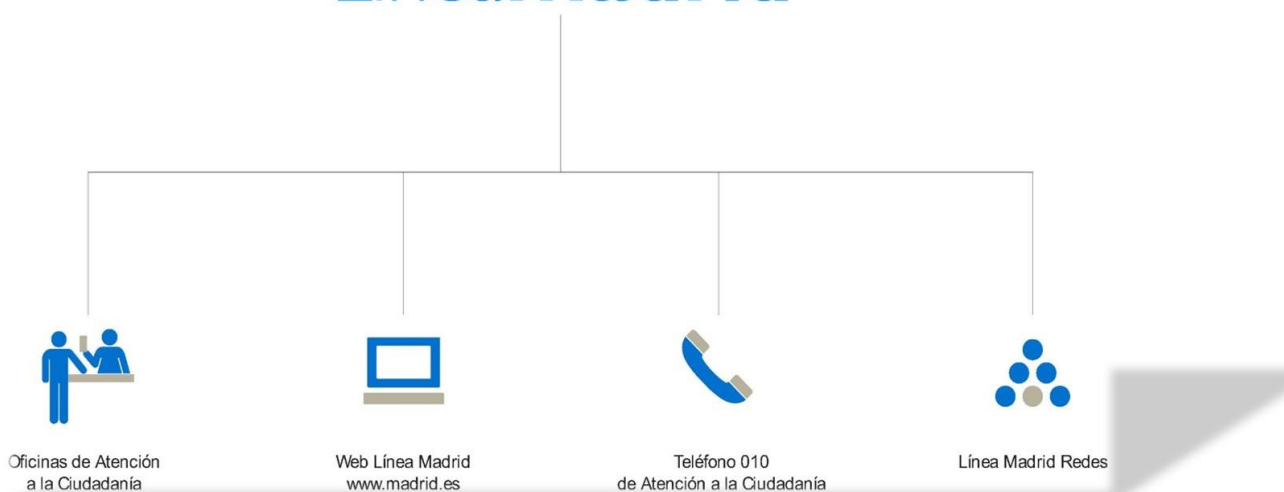 LíneaMadrid
Oficinas de Atención
a la Ciudadanía
Web Línea Madrid
www.madrid.es
Teléfono 010
de Atención a la Ciudadanía
Línea Madrid Redes